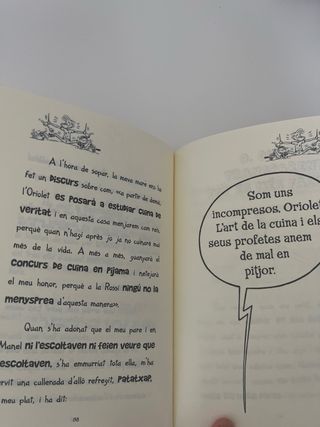 A l'hora de sopar, la meva mare ens ha
fet un DISCURS sobre com, «a partir de demà,
l'Oriolet ES POSARÀ A ESTUDIAR CUINA DE
VERITAT i en aquesta casa menjarem com reis,
perquè quan n'hagi après jo ja no cuinaré mai
més de la vida. A més a més, guanyarà el
CONCURS DE CUINA EN PIJAMA i netejarà
el meu honor, perquè a la Rossi NINGÚ NO LA
MENYSPREA d'aquesta manera».
Quan s'ha adonat que el meu pare i en
Manel NI L'ESCOLTAVEN NI FEIEN VEURE QUE
ESCOLTAVEN, s'ha emmurriat tota ella, m'ha
ervit una cullerada d'allò refregit, PATATXAP,
meu plat, i ha dit:
88
Som uns
incompresos, Oriolet
L'art de la cuina i els
seus profetes anem
de mal en
pitjor.